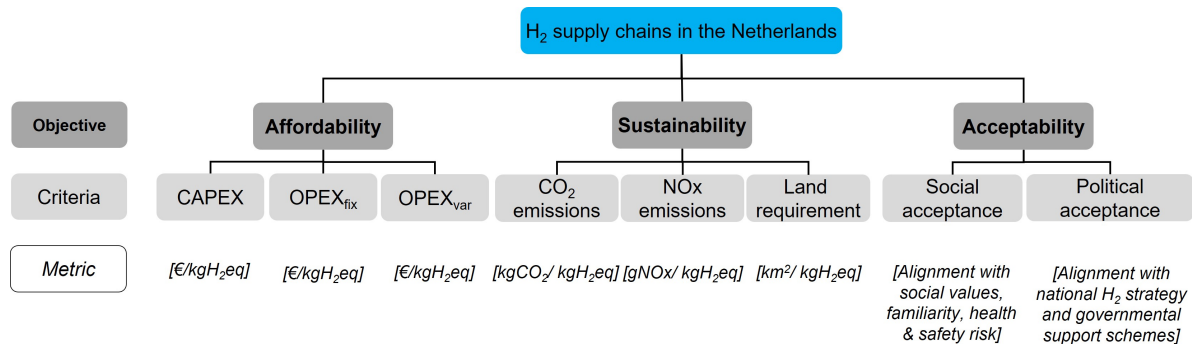 H₂ supply chains in the Netherlands
Objective
Affordability
Sustainability
Acceptability
Criteria
CAPEX
OPEXfix
OPEXvar
CO₂
emissions
NOx
emissions
Land
requirement
Social
acceptance
Political
acceptance
Metric
[€/kgH₂eq]
[€/kgH₂eq]
[€/kgH₂eq]
[kgCO₂/ kgH₂eq]
[gNOx/ kgH₂eq]
[km²/ kgH₂eq]
[Alignment with
social values,
familiarity, health
& safety risk]
[Alignment with
national H₂ strategy
and governmental
support schemes]